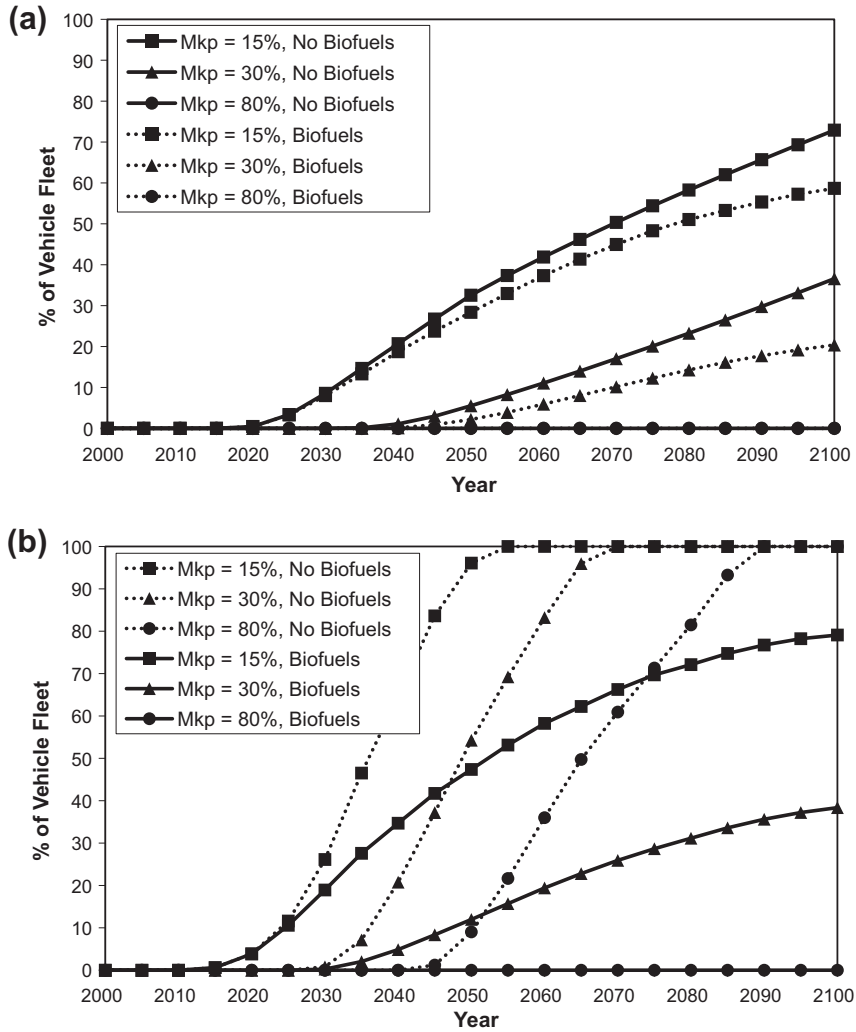 (a)
100
90
80
70
60
50
40
30
20
10
0
% of Vehicle Fleet
Mkp = 15%, No Biofuels
Mkp = 30%, No Biofuels
Mkp = 80%, No Biofuels
Mkp = 15%, Biofuels
Mkp = 30%, Biofuels
Mkp = 80%, Biofuels
2000 2010 2020 2030 2040 2050 2060 2070 2080 2090 2100
Year
(b)
100
90
80
70
60
50
40
30
20
10
0
% of Vehicle Fleet
Mkp = 15%, No Biofuels
Mkp = 30%, No Biofuels
Mkp = 80%, No Biofuels
Mkp = 15%, Biofuels
Mkp = 30%, Biofuels
Mkp = 80%, Biofuels
2000 2010 2020 2030 2040 2050 2060 2070 2080 2090 2100
Year